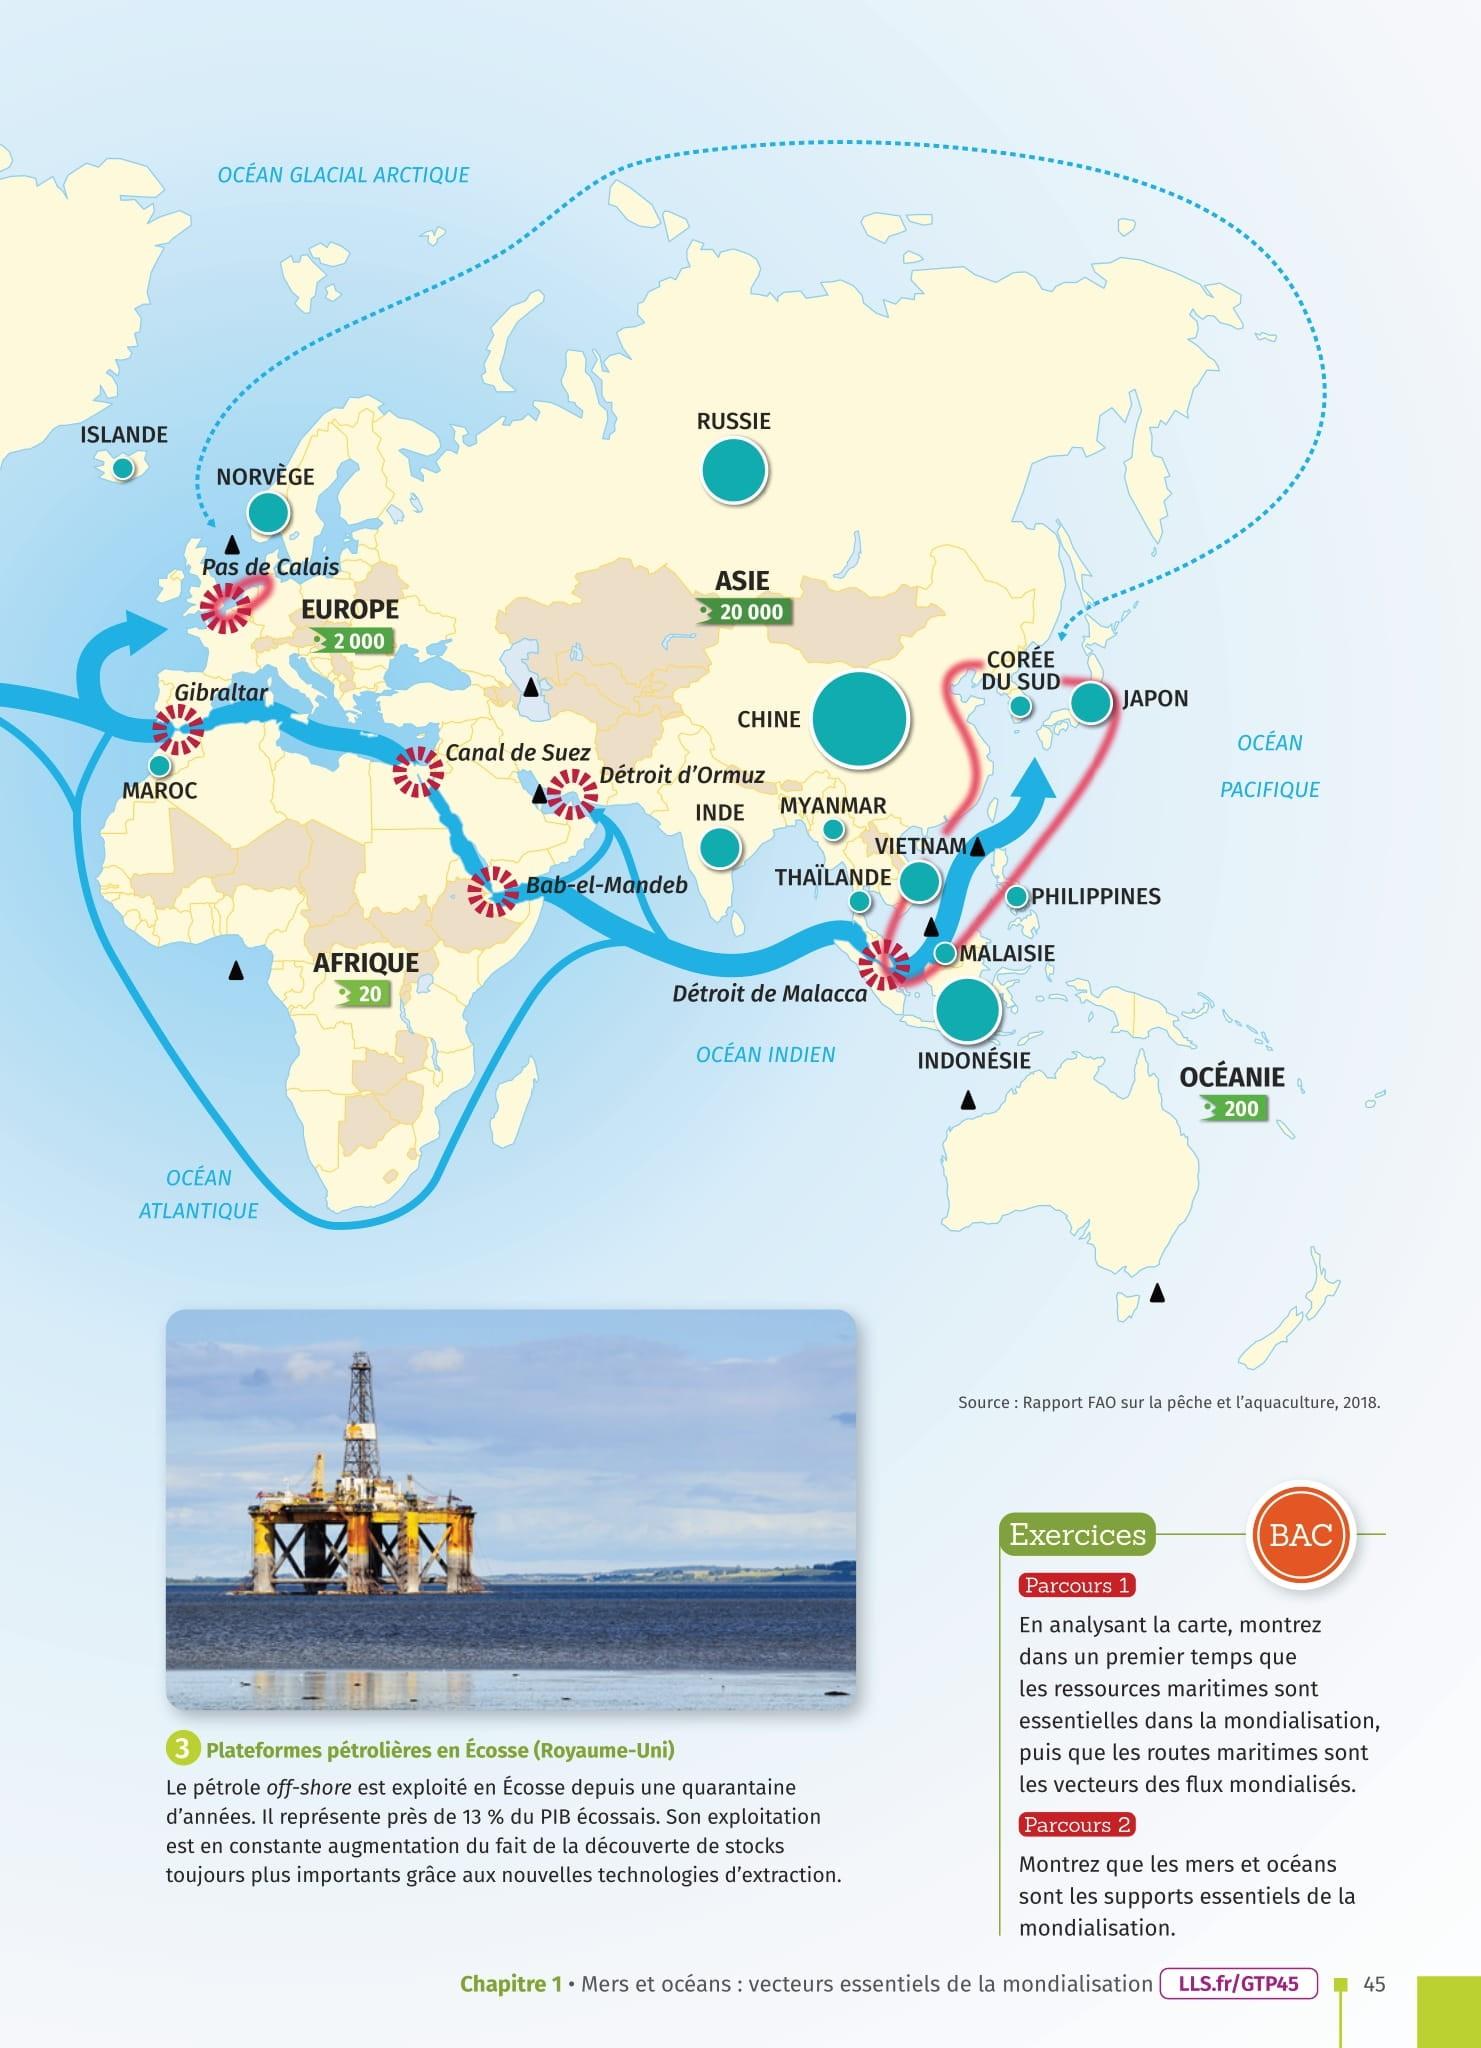 OCÉAN GLACIAL ARCTIQUE
ISLANDE
RUSSIE
NORVÈGE
Pas de Calais
EUROPE
2 000
ASIE
20 000
CORÉE
DU SUD
JAPON
Gibraltar
CHINE
OCÉAN
PACIFIQUE
Canal de Suez
Détroit d’Ormuz
MAROC
INDE
MYANMAR
VIETNAM
THAÏLANDE
Bab-el-Mandeb
PHILIPPINES
AFRIQUE
20
MALAISIE
Détroit de Malacca
OCÉAN INDIEN
INDONÉSIE
OCÉANIE
200
OCÉAN
ATLANTIQUE
Source : Rapport FAO sur la pêche et l’aquaculture, 2018.
3 Plateformes pétrolières en Écosse (Royaume-Uni)
Le pétrole off-shore est exploité en Écosse depuis une quarantaine
d’années. Il représente près de 13 % du PIB écossais. Son exploitation
est en constante augmentation du fait de la découverte de stocks
toujours plus importants grâce aux nouvelles technologies d’extraction.
Exercices
BAC
Parcours 1
En analysant la carte, montrez
dans un premier temps que
les ressources maritimes sont
essentielles dans la mondialisation,
puis que les routes maritimes sont
les vecteurs des flux mondialisés.
Parcours 2
Montrez que les mers et océans
sont les supports essentiels de la
mondialisation.
Chapitre 1 • Mers et océans : vecteurs essentiels de la mondialisation LLS.fr/GTP45 45